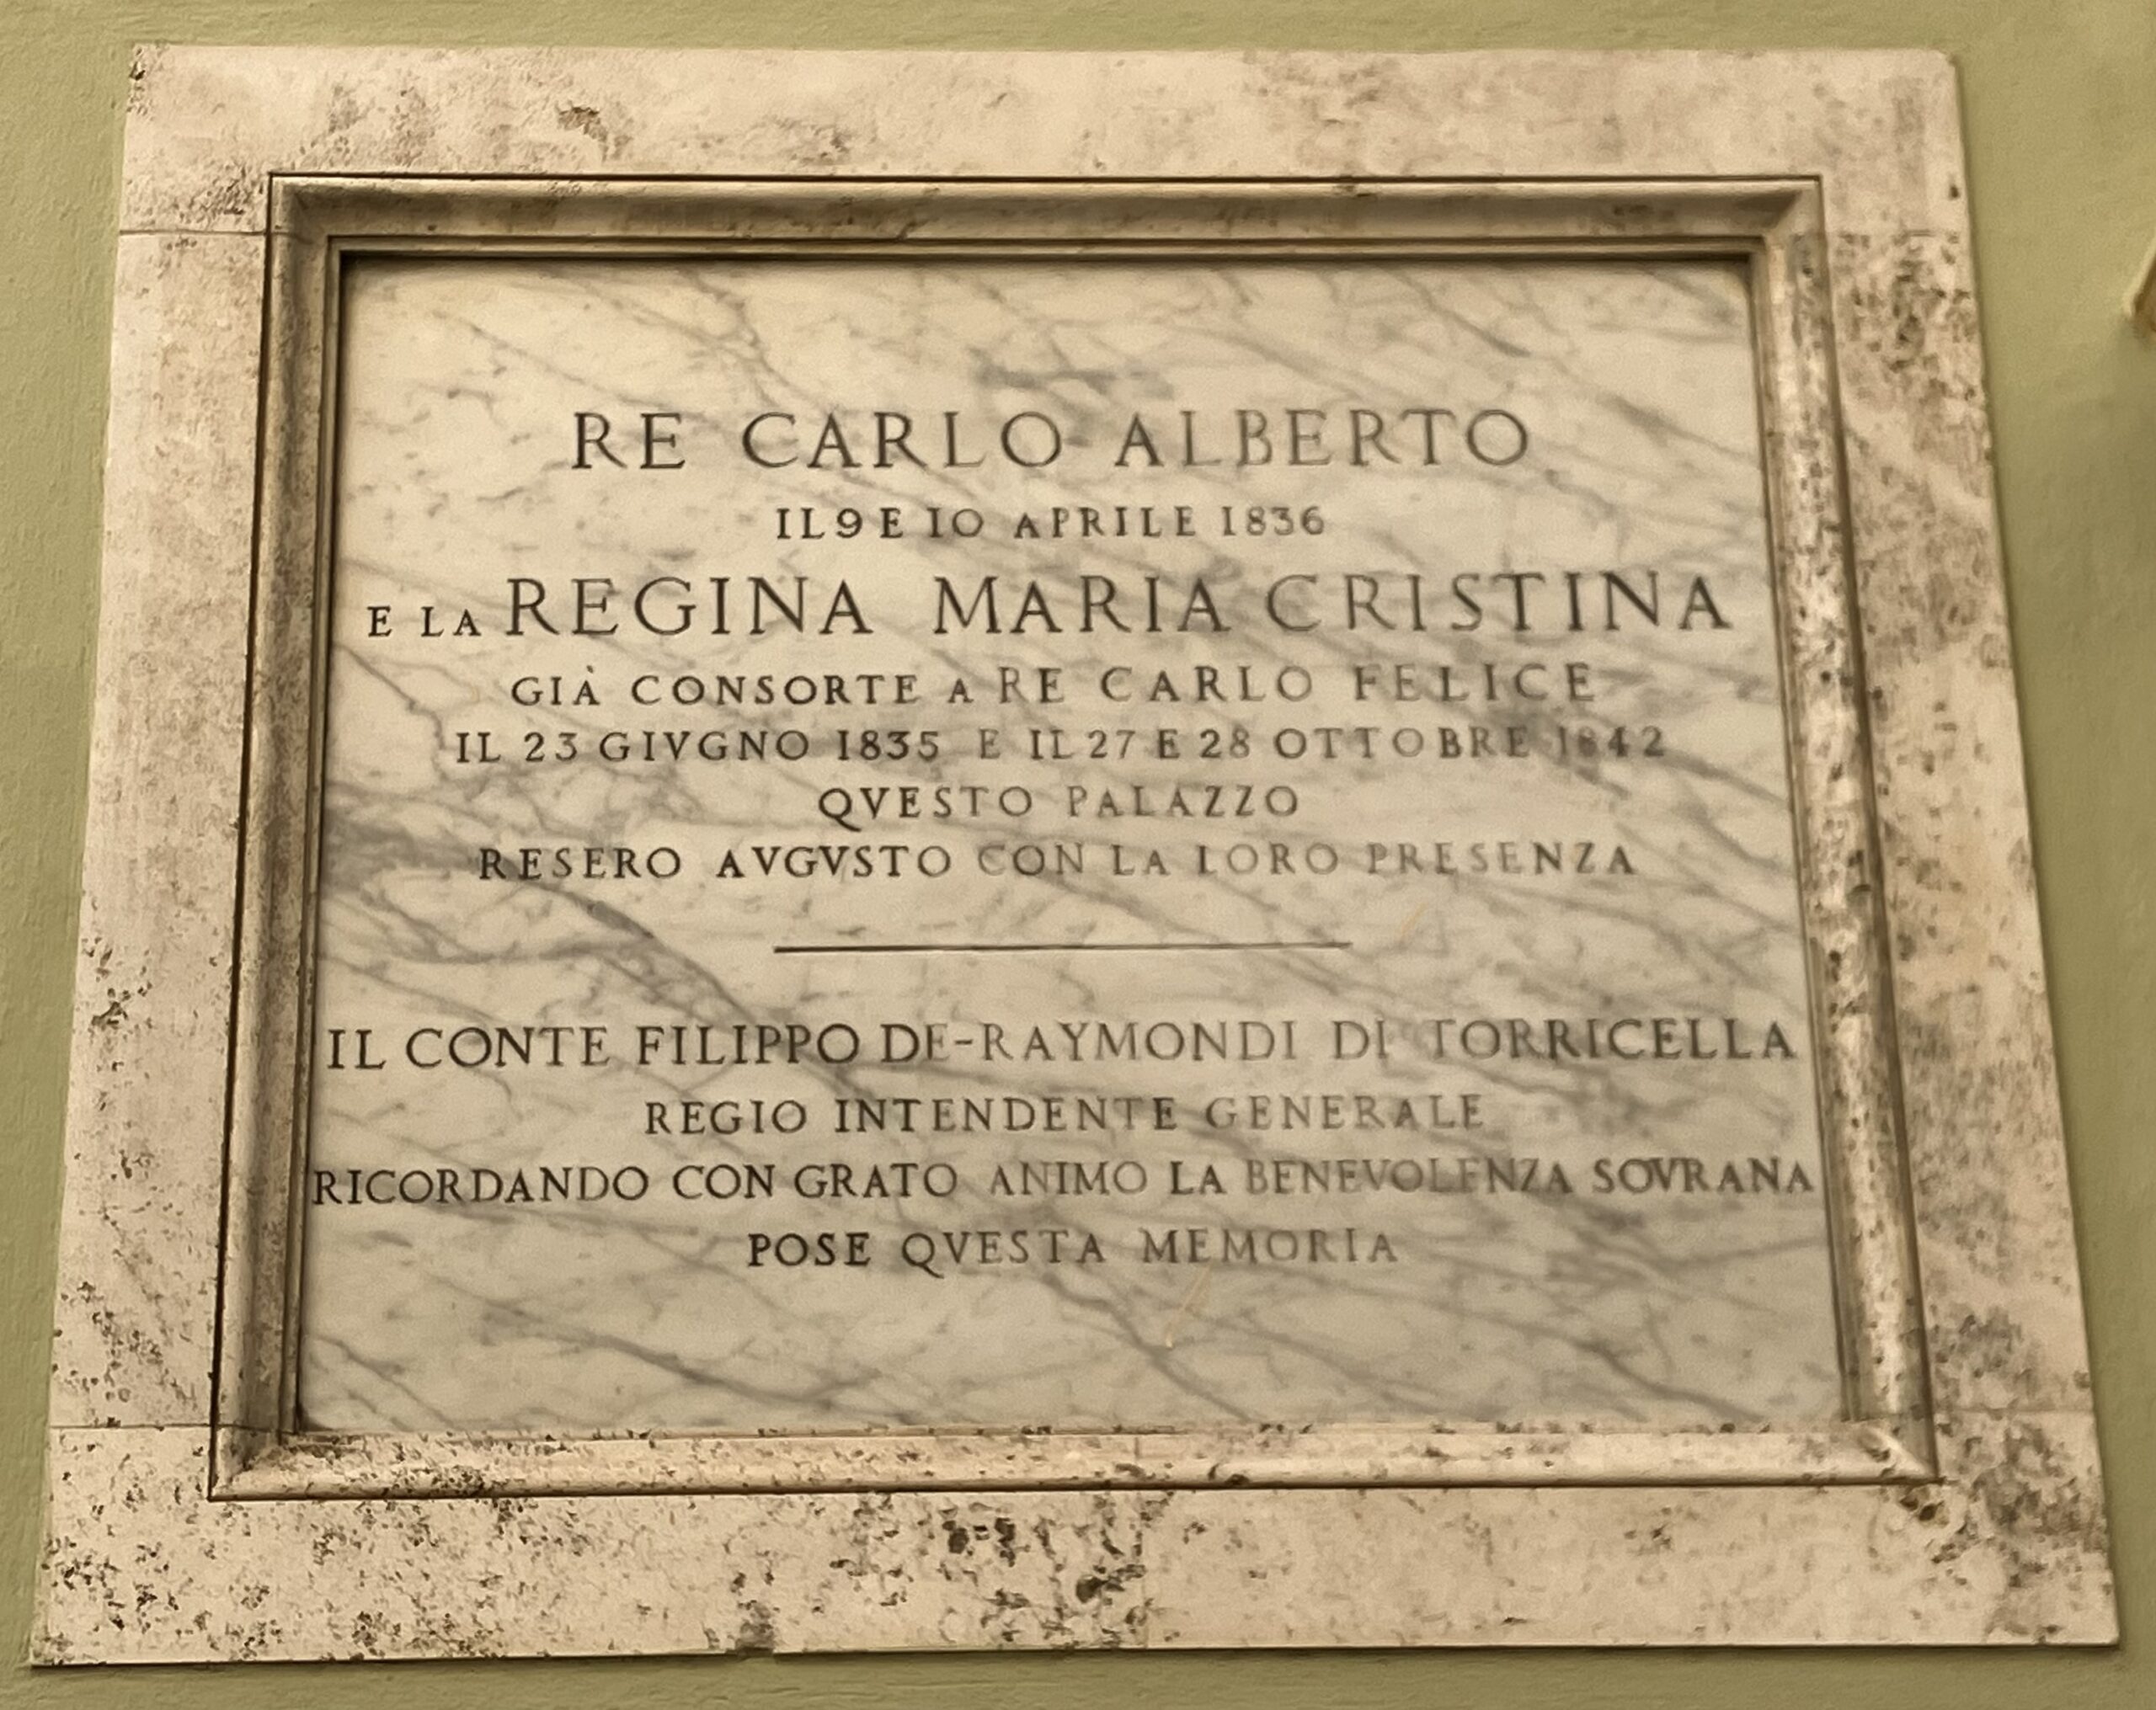 RE CARLO ALBERTO
IL 9 E 10 APRILE 1836
E LA REGINA MARIA CRISTINA
GIÀ CONSORTE A RE CARLO FELICE
IL 23 GIVGNO 1835 E IL 27 E 28 OTTOBRE 1842
QVESTO PALAZZO
RESERO AVGVSTO CON LA LORO PRESENZA
IL CONTE FILIPPO DE-RAYMONDI DI TORRICELLA
REGIO INTENDENTE GENERALE
RICORDANDO CON GRATO ANIMO LA BENEVOLENZA SOVRANA
POSE QVESTA MEMORIA